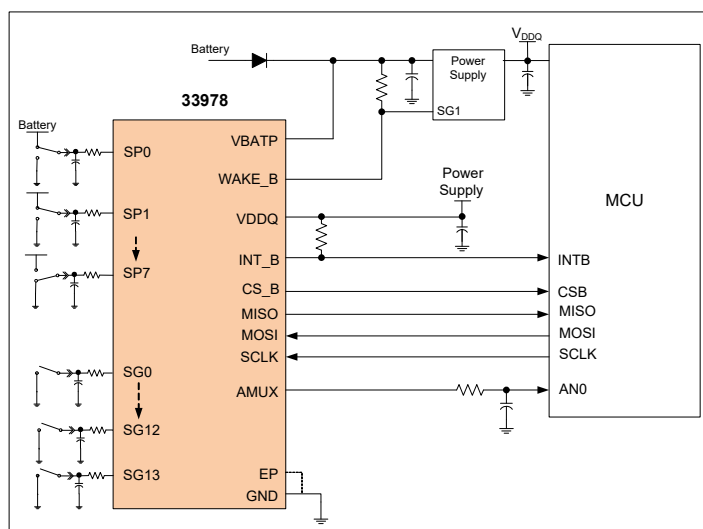 Battery
VDDQ
Power
Supply
SG1
33978
Battery
VBATP
SP0
WAKE_B
Power
Supply
SP1
VDDQ
MCU
SP7
INT_B
INTB
CS_B
CSB
MISO
MISO
MOSI
MOSI
SCLK
SCLK
SG0
AMUX
AN0
SG12
SG13
EP
GND